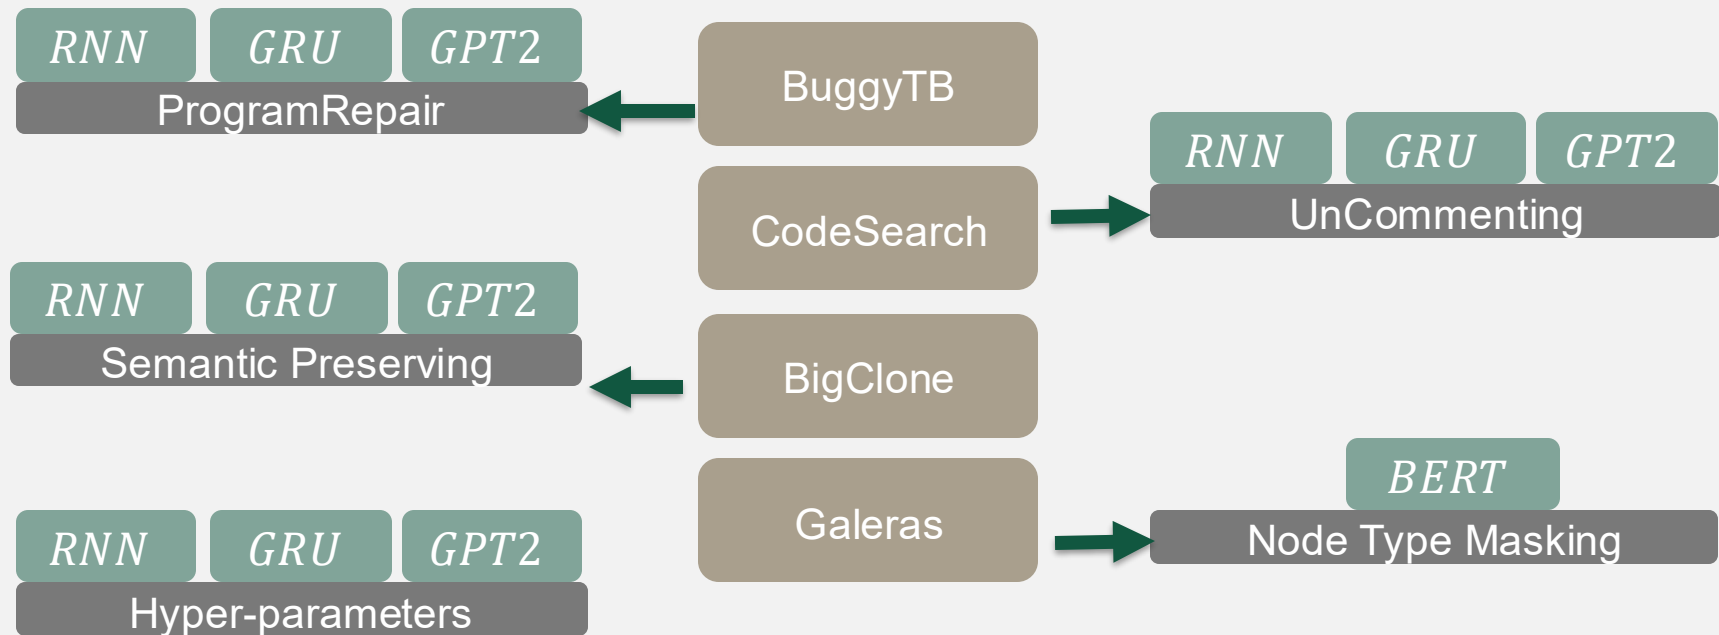 RNN GRU GPT2
ProgramRepair
BuggyTB
RNN GRU GPT2
UnCommenting
CodeSearch
RNN GRU GPT2
Semantic Preserving
BigClone
BERT
Node Type Masking
Galeras
RNN GRU GPT2
Hyper-parameters